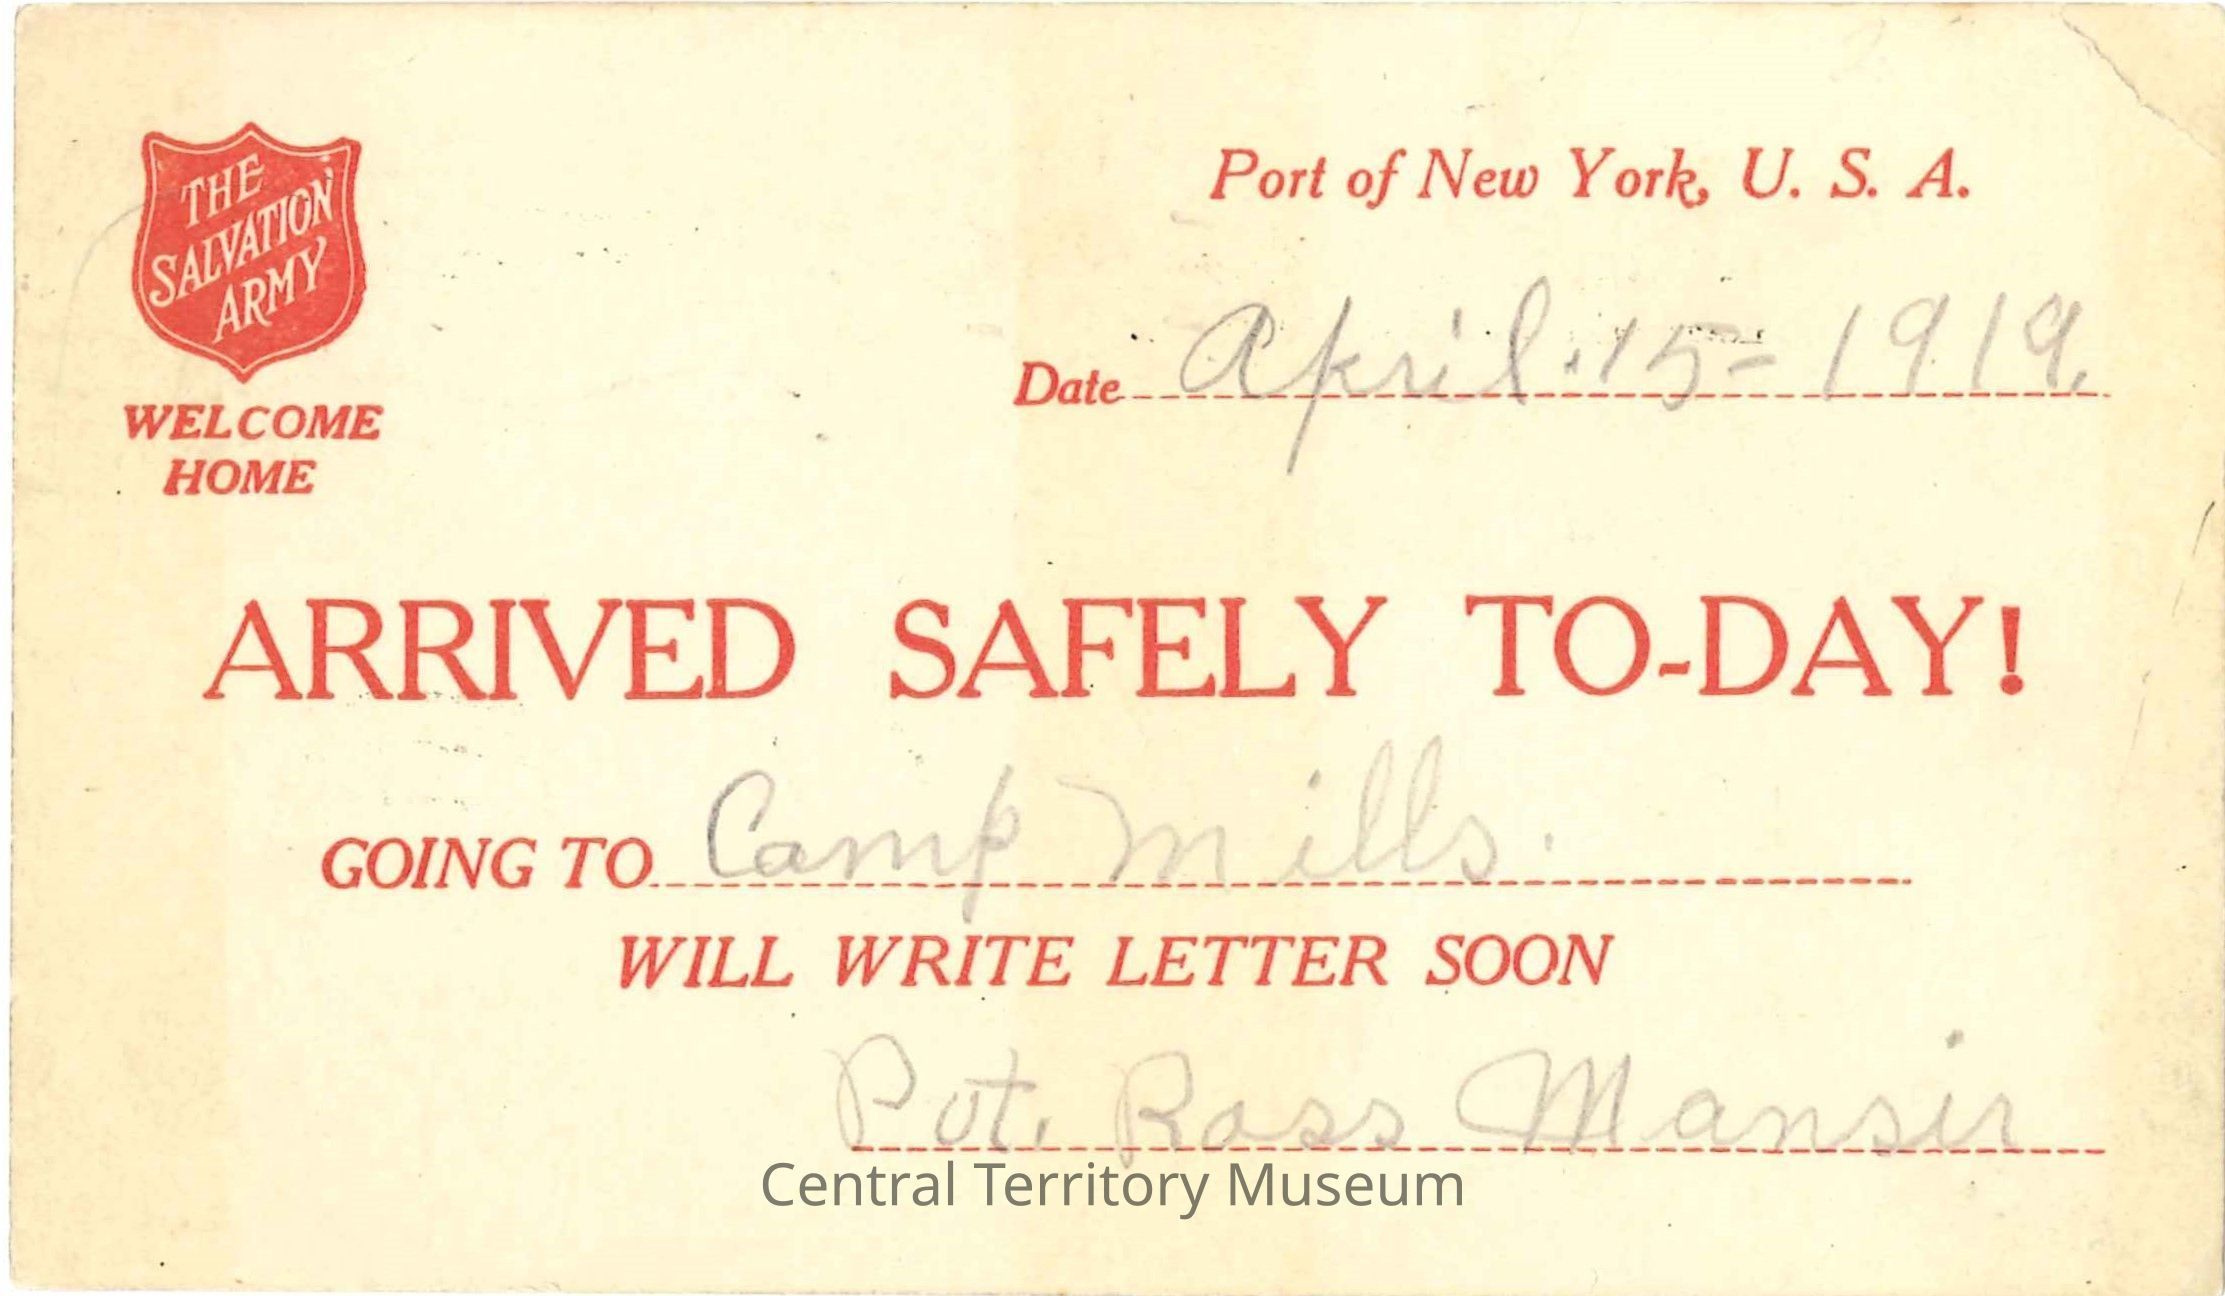 THE
SALVATION
ARMY
WELCOME
HOME
Port of New York, U. S. A.
Date April 15 - 1919.
ARRIVED SAFELY TO-DAY!
GOING TO Camp Mills.
WILL WRITE LETTER SOON
Pvt. Ross Mansir
Central Territory Museum